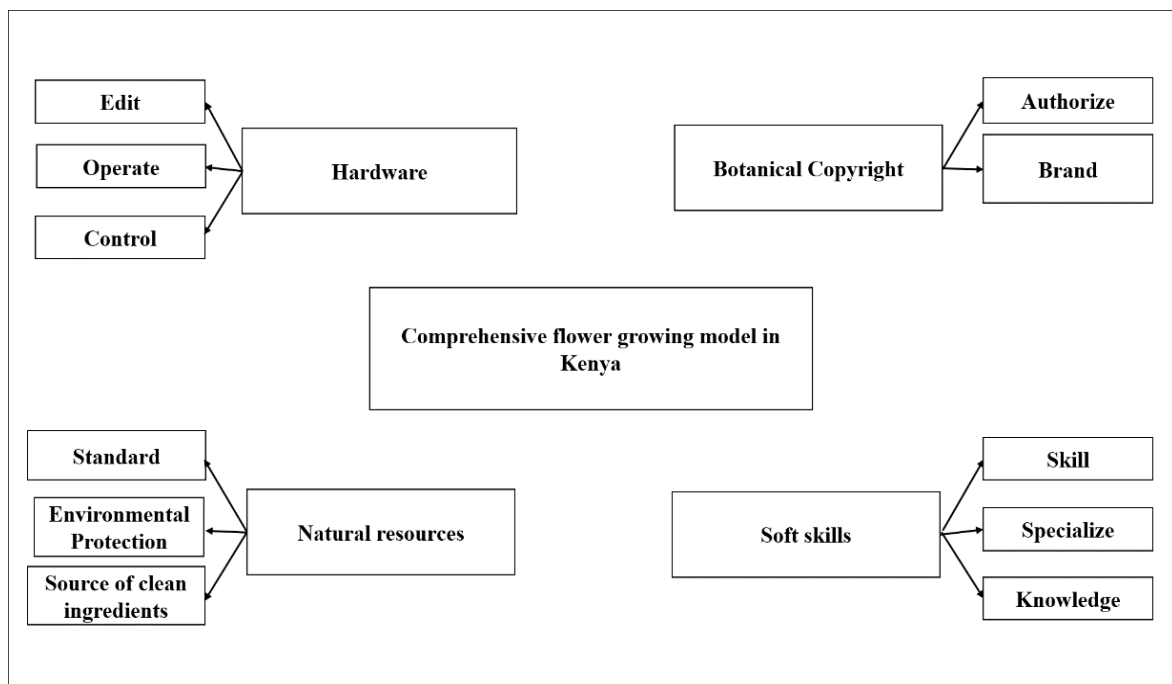 Edit
Operate
Control
Hardware
Botanical Copyright
Authorize
Brand
Comprehensive flower growing model in
Kenya
Standard
Environmental
Protection
Source of clean
ingredients
Natural resources
Soft skills
Skill
Specialize
Knowledge